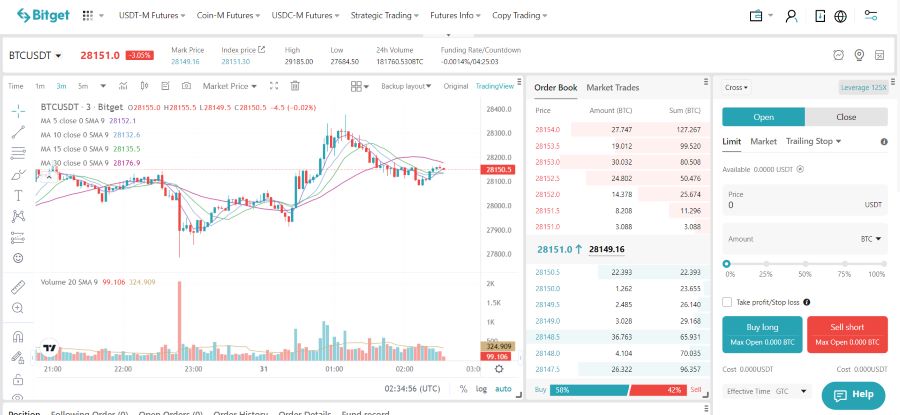 Bitget
USDT-M Futures
Coin-M Futures
USDC-M Futures
Strategic Trading
Futures Info
Copy Trading
BTCUSDT
28151.0
-3.05%
Mark Price
28149.16
Index price
28151.30
High
29185.00
Low
27684.50
24h Volume
181760.530BTC
Funding Rate/Countdown
-0.0014%/04:25:03
Time
1m
3m
5m
Market Price
Backup layout
Original
TradingView
BTCUSDT · 3 · Bitget
O28155.0 H28155.5 L28149.5 C28150.5 -4.5 (-0.02%)
MA 5 close 0 SMA 9 28152.1
MA 10 close 0 SMA 9 28132.6
MA 15 close 0 SMA 9 28135.5
MA 30 close 0 SMA 9 28176.9
28400.0
28300.0
28200.0
28150.5
28100.0
28000.0
27900.0
27800.0
Volume 20 SMA 9 99.106 324.909
2K
1K
500
324.909
99.106
21:00
22:00
23:00
31
01:00
02:00
03:00
02:34:56 (UTC)
%
log
auto
Order Book
Market Trades
Price Amount (BTC) Sum (BTC)
28154.0 27.747 127.267
28153.5 19.012 99.520
28153.0 30.032 80.508
28152.5 24.802 50.476
28152.0 14.378 25.674
28151.5 8.208 11.296
28151.0 3.088 3.088
28151.0 28149.16
28150.5 22.393 22.393
28150.0 1.262 23.655
28149.5 2.485 26.140
28149.0 3.028 29.168
28148.5 36.763 65.931
28148.0 4.104 70.035
28147.5 26.322 96.357
Buy 58% 42% Sell
Cross
Leverage 125X
Open
Close
Limit
Market
Trailing Stop
Available 0.0000 USDT
Price
0
USDT
Amount
BTC
0% 25% 50% 75% 100%
Take profit/Stop loss
Buy long
Max Open 0.000 BTC
Sell short
Max Open 0.000 BTC
Cost 0.0000USDT
Cost 0.0000USDT
Effective Time GTC
Help
Position
Following Order (0)
Open Orders (0)
Order History
Order Details
Fund record